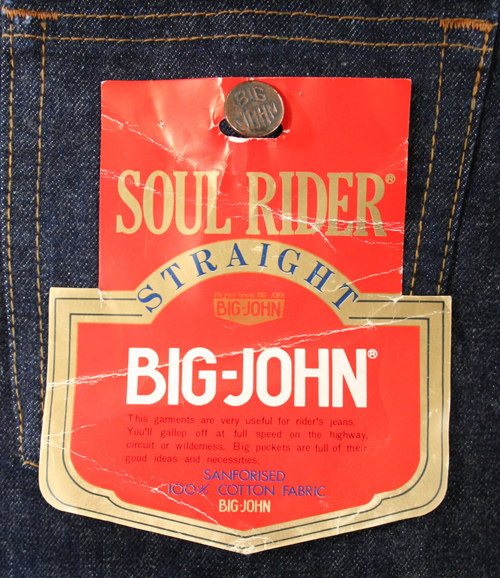 BIG
JOHN
SOUL RIDER®
STRAIGHT
BIG-JOHN
BIG-JOHN®
This garments are very useful for rider's jeans.
You'll gallop off at full speed on the highway,
circuit or wilderness. Big pockets are full of their
good ideas and necessities.
SANFORISED
100% COTTON FABRIC
BIG-JOHN